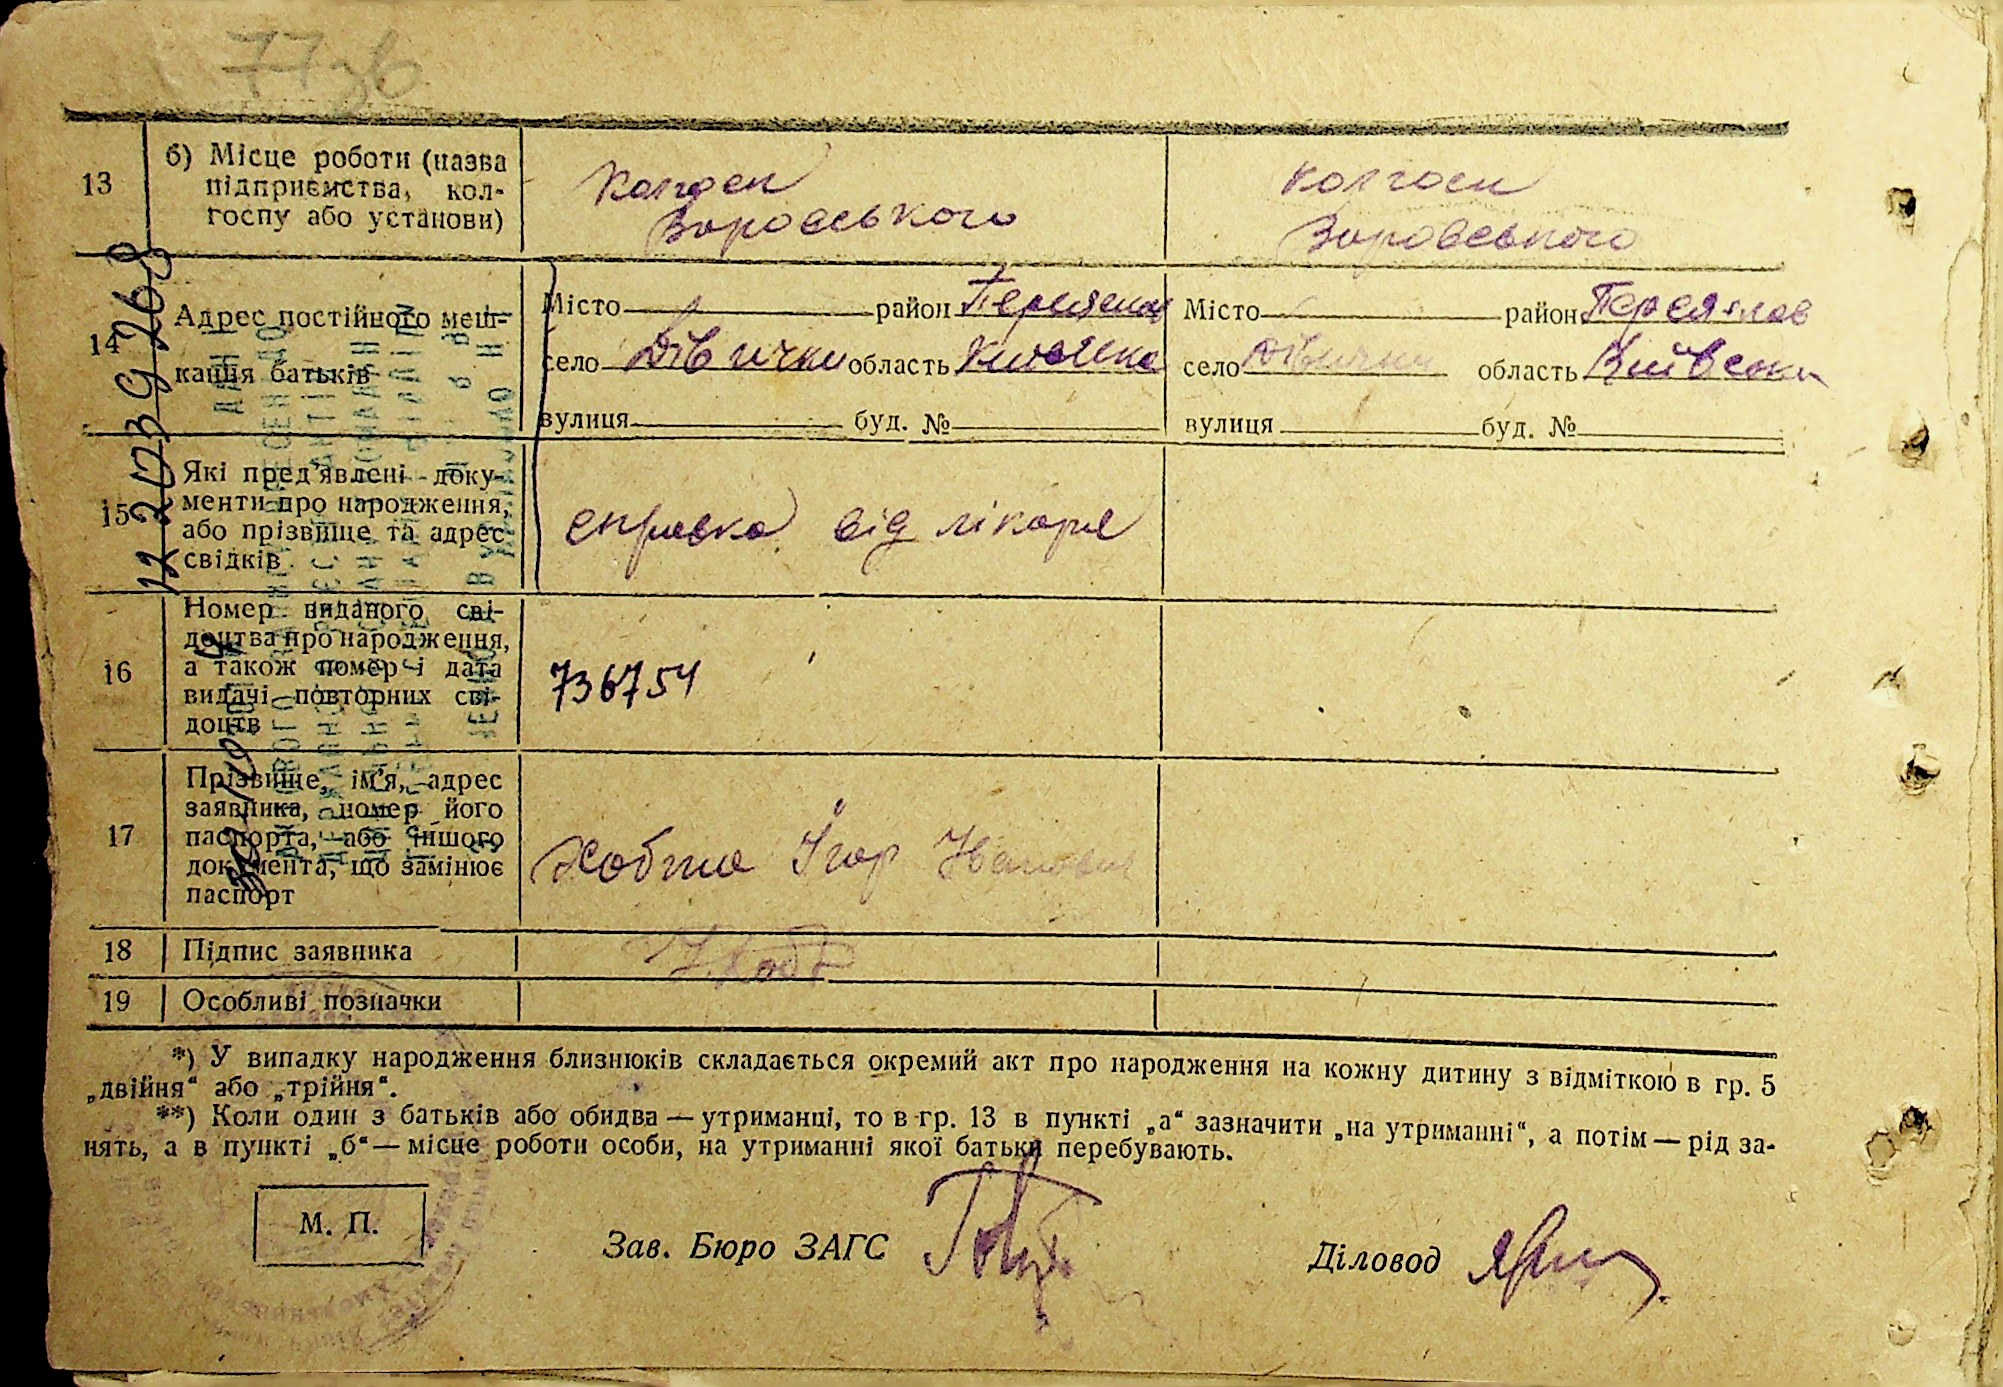 13
б) Місце роботи (назва
підприємства, кол-
госпу або установи)
колгосп
Воровського
колгосп
Воровського
14
Адрес постійного меш-
кання батьків
Місто район Переяслав
село Дівички область Київська
вулиця буд. №
Місто район Переяслав
село Дівички область Київська
вулиця буд. №
15
Які пред'явлені доку-
менти про народження,
або прізвище та адрес
свідків
справка від лікаря
16
Номер виданого сві-
доцтва про народження,
а також номер і дата
видачі повторних сві-
доцтв
736754
17
Прізвище, ім'я, адрес
заявника, номер його
паспорта, або іншого
документа, що замінює
паспорт
Ігор Іванович
18
Підпис заявника
19
Особливі позначки
*) У випадку народження близнюків складається окремий акт про народження на кожну дитину з відміткою в гр. 5
„двійня“ або „трійня“.
**) Коли один з батьків або обидва — утриманці, то в гр. 13 в пункті „а“ зазначити „на утриманні“, а потім — рід за-
нять, а в пункті „б“ — місце роботи особи, на утриманні якої батьки перебувають.
М. П.
Зав. Бюро ЗАГС
Діловод